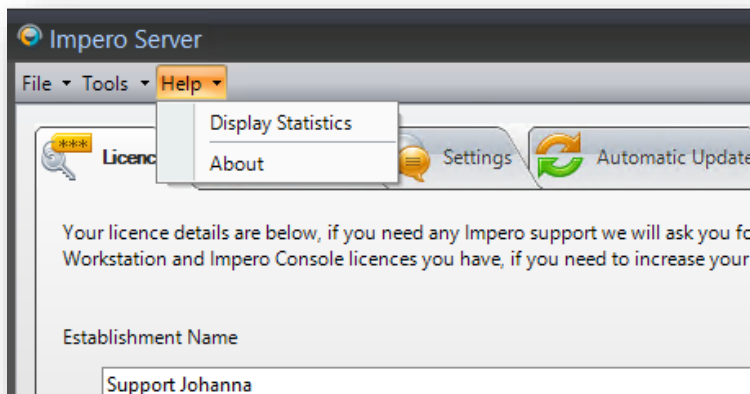 Impero Server
File Tools Help
Display Statistics
About
*** Settings Automatic
Your licence details are below, if you need any Impero support we will ask you
Workstation and Impero Console licences you have, if you need to increase your
Establishment Name
Support Johanna